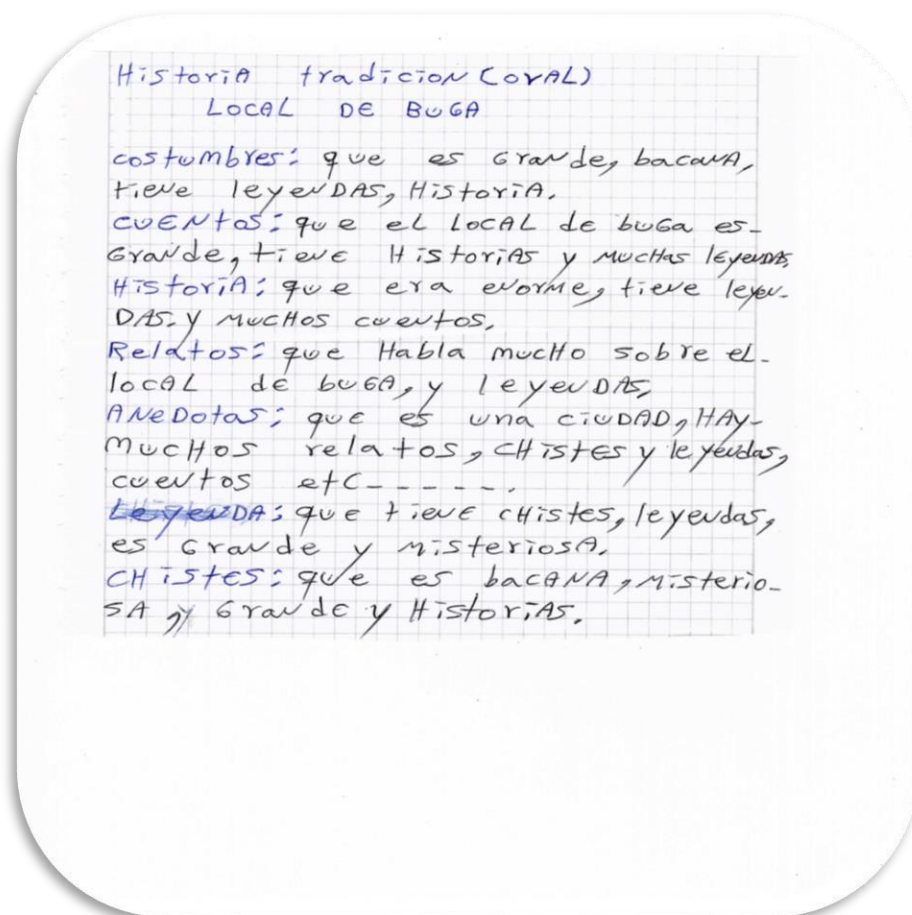 Historia tradicion (orAL)
LOCAL DE BUGA
costumbres: que es Grande, bacanA,
tiene leyenDAS, HistoriA.
CUENtos: que el LOCAL de buGa es-
Grande, tiene HistoriAS y MucHas leyenDAS
HistoriA: que era enorme, tiene leyen-
DAS. y MucHos cuentos.
Relatos: que Habla mucHo sobre eL-
locAL de buGA, y leyenDAS,
ANeDotas: que es una ciuDAD, HAy-
mucHos relatos, CHistes y leyendas,
cuentos etC------.
LeyenDA: que tiene cHistes, leyendas,
es Grande y MisteriosA.
CHistes: que es bacANA, Misterio-
SA, y Grande y HistoriAS.